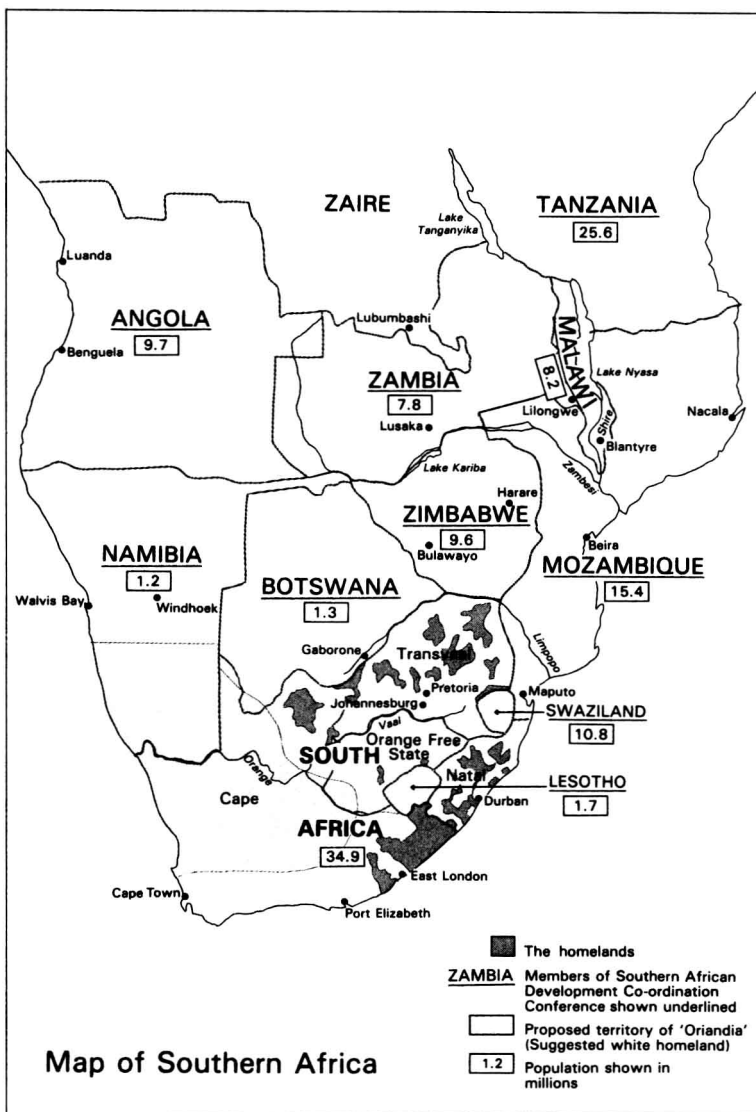 ZAIRE
Lake
Tanganyika
TANZANIA
25.6
Luanda
ANGOLA
9.7
Benguela
Lubumbashi
MALAWI
8.2
Lake Nyasa
ZAMBIA
7.8
Lusaka
Lilongwe
Shire
Nacala
Blantyre
Lake Kariba
Zambesi
Harare
ZIMBABWE
9.6
Bulawayo
Beira
NAMIBIA
1.2
Windhoek
Walvis Bay
BOTSWANA
1.3
MOZAMBIQUE
15.4
Gaborone
Transvaal
Limpopo
Pretoria
Johannesburg
Maputo
SWAZILAND
10.8
Vaal
Orange Free
State
SOUTH
Orange
Natal
LESOTHO
1.7
Cape
Durban
AFRICA
34.9
East London
Cape Town
Port Elizabeth
The homelands
ZAMBIA Members of Southern African
Development Co-ordination
Conference shown underlined
Proposed territory of 'Oriandia'
(Suggested white homeland)
1.2 Population shown in
millions
Map of Southern Africa